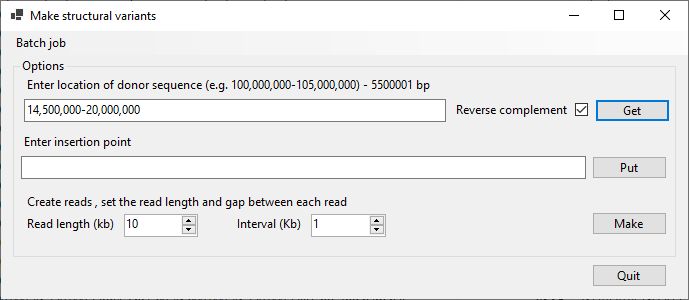 Make structural variants
Batch job
Options
Enter location of donor sequence (e.g. 100,000,000-105,000,000) - 5500001 bp
14,500,000-20,000,000 Reverse complement Get
Enter insertion point
Put
Create reads , set the read length and gap between each read
Read length (kb) 10 Interval (Kb) 1 Make
Quit